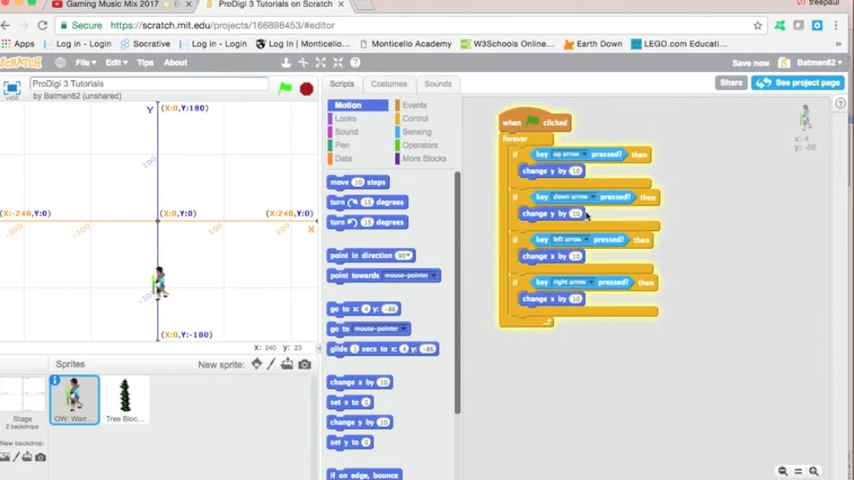 Gaming Music Mix 2017
ProDigi 3 Tutorials on Scratch
treepaul
Secure https://scratch.mit.edu/projects/166898453/#editor
Apps Log in - Login Socrative Log in - Login Log In | Monticello... Monticello Academy W3Schools Online... Earth Down LEGO.com Educati...
SCRATCH File Edit Tips About Save now Batman82
ProDigi 3 Tutorials
by Batman82 (unshared)
v458
Scripts Costumes Sounds
Share See project page
Motion Events
Looks Control
Sound Sensing
Pen Operators
Data More Blocks
Y (X:0,Y:180)
100
(X:-240,Y:0) (X:0,Y:0) (X:240,Y:0)
-200 100 200 X
-100
(X:0,Y:-180)
X: 240 y: 23
move 10 steps
turn 15 degrees
turn 15 degrees
point in direction 90
point towards mouse-pointer
go to x: 4 y: -86
go to mouse-pointer
glide 1 secs to x: 4 y: -86
change x by 10
set x to 0
change y by 10
set y to 0
if on edge, bounce
when clicked
forever
if key up arrow pressed? then
change y by 10
if key down arrow pressed? then
change y by 10
if key left arrow pressed? then
change x by 10
if key right arrow pressed? then
change x by 10
x: 4
y: -86
Sprites New sprite:
Stage
2 backdrops
New backdrop:
OW: Warr...
Tree Bloc...